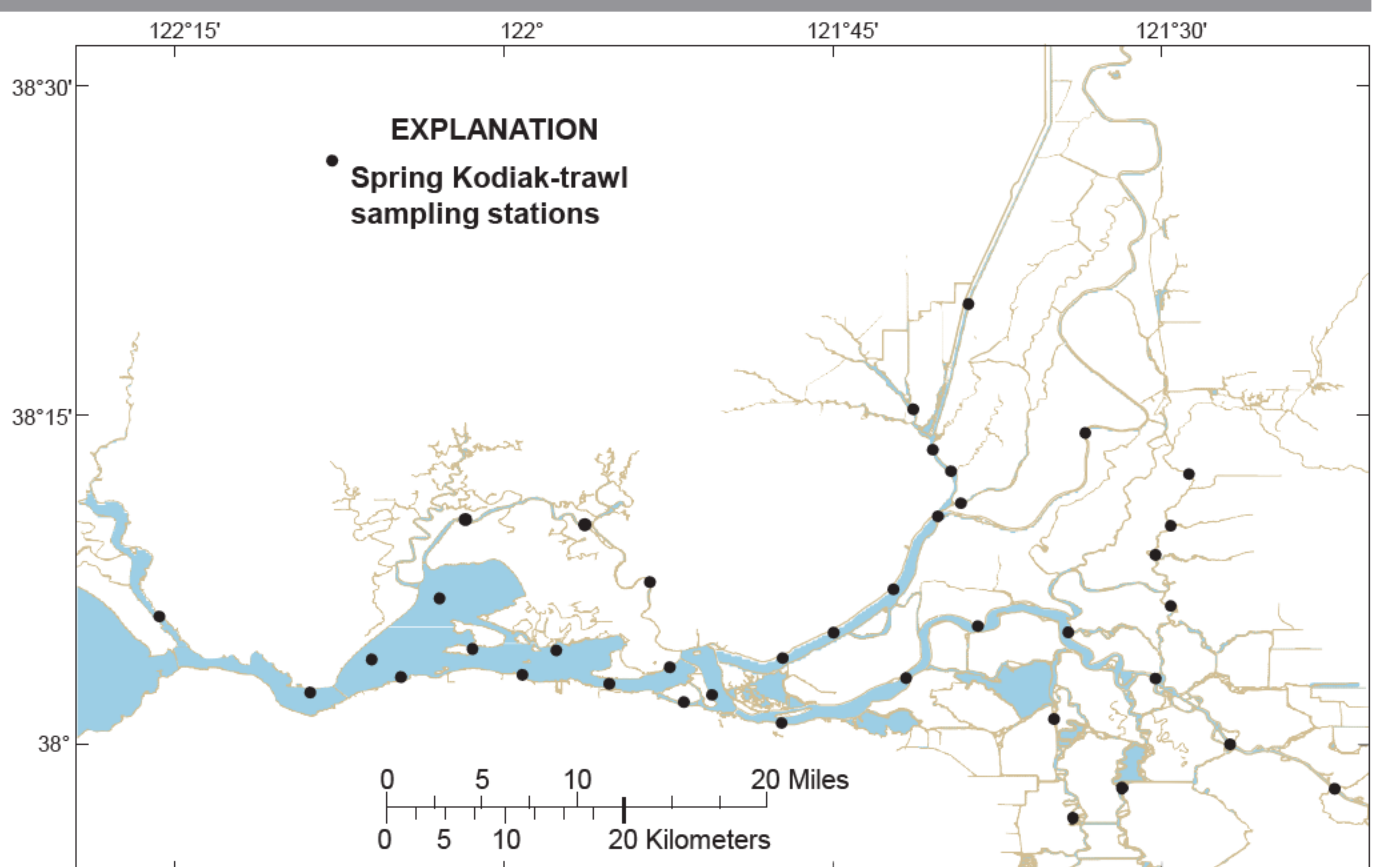 122°15' 122° 121°45' 121°30'
38°30'
EXPLANATION
Spring Kodiak-trawl
sampling stations
38°15'
38°
0 5 10 20 Miles
0 5 10 20 Kilometers